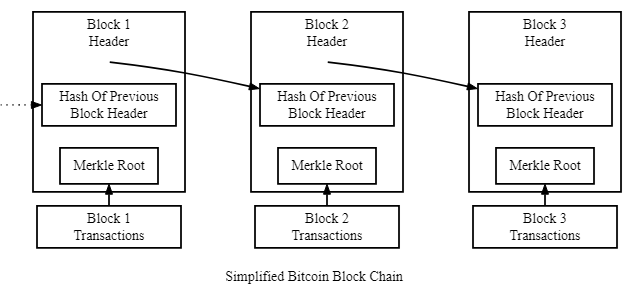 Block 1
Header
Hash Of Previous
Block Header
Merkle Root
Block 1
Transactions
Block 2
Header
Hash Of Previous
Block Header
Merkle Root
Block 2
Transactions
Block 3
Header
Hash Of Previous
Block Header
Merkle Root
Block 3
Transactions
Simplified Bitcoin Block Chain